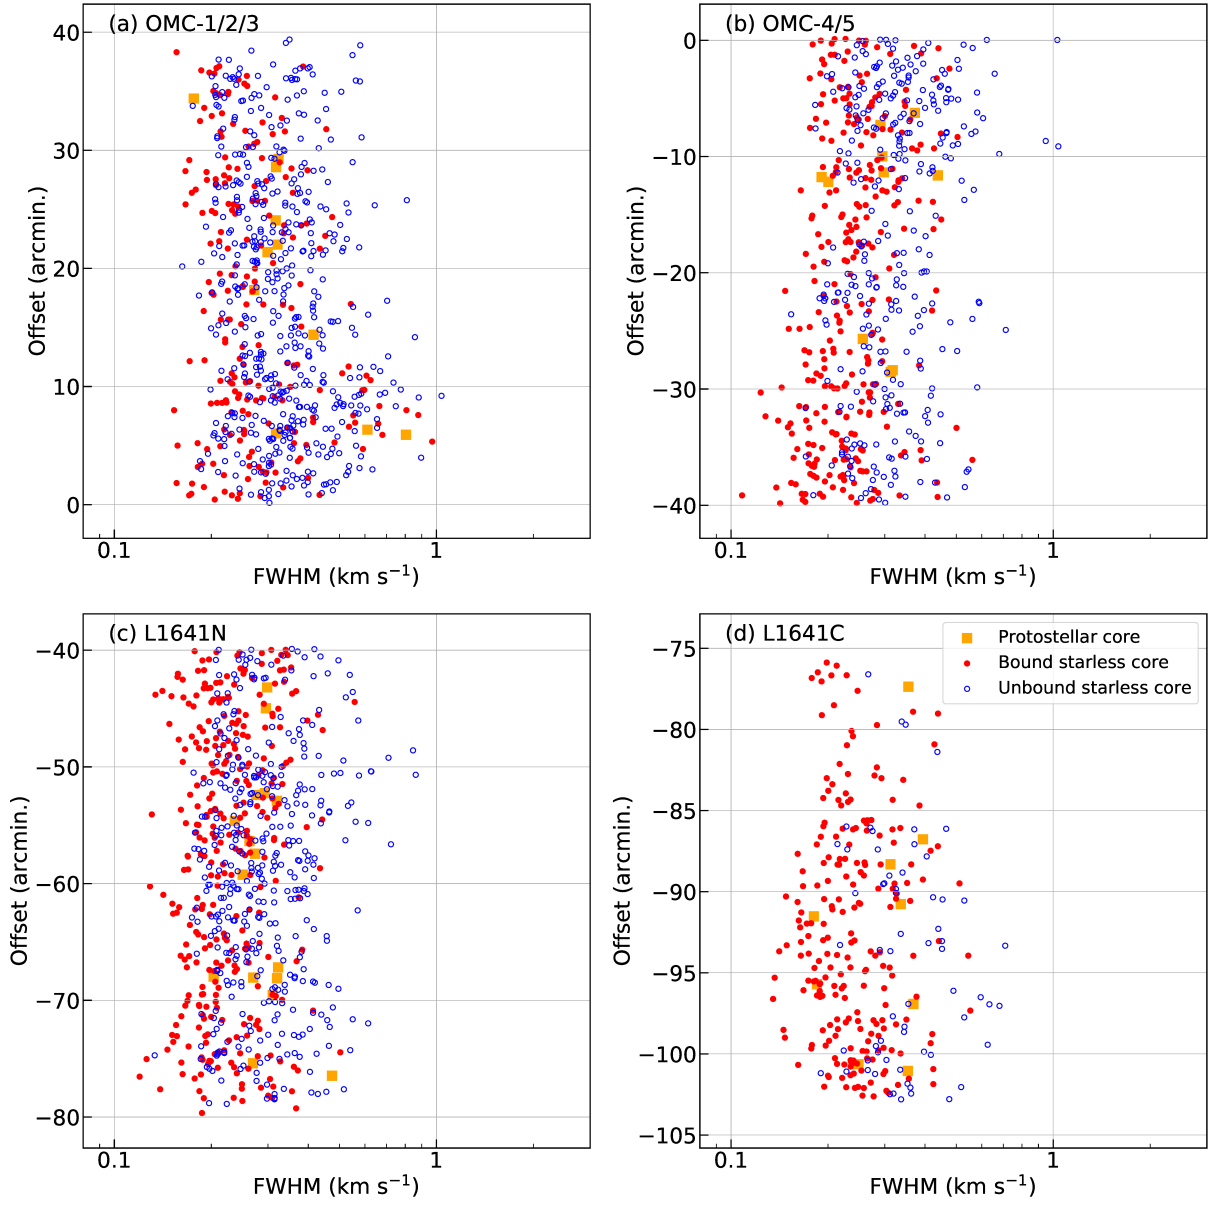 (a) OMC-1/2/3
40
30
20
10
0
Offset (arcmin.)
0.1
1
FWHM (km s⁻¹)
(b) OMC-4/5
0
−10
−20
−30
−40
Offset (arcmin.)
0.1
1
FWHM (km s⁻¹)
(c) L1641N
−40
−50
−60
−70
−80
Offset (arcmin.)
0.1
1
FWHM (km s⁻¹)
(d) L1641C
Protostellar core
Bound starless core
Unbound starless core
−75
−80
−85
−90
−95
−100
−105
Offset (arcmin.)
0.1
1
FWHM (km s⁻¹)